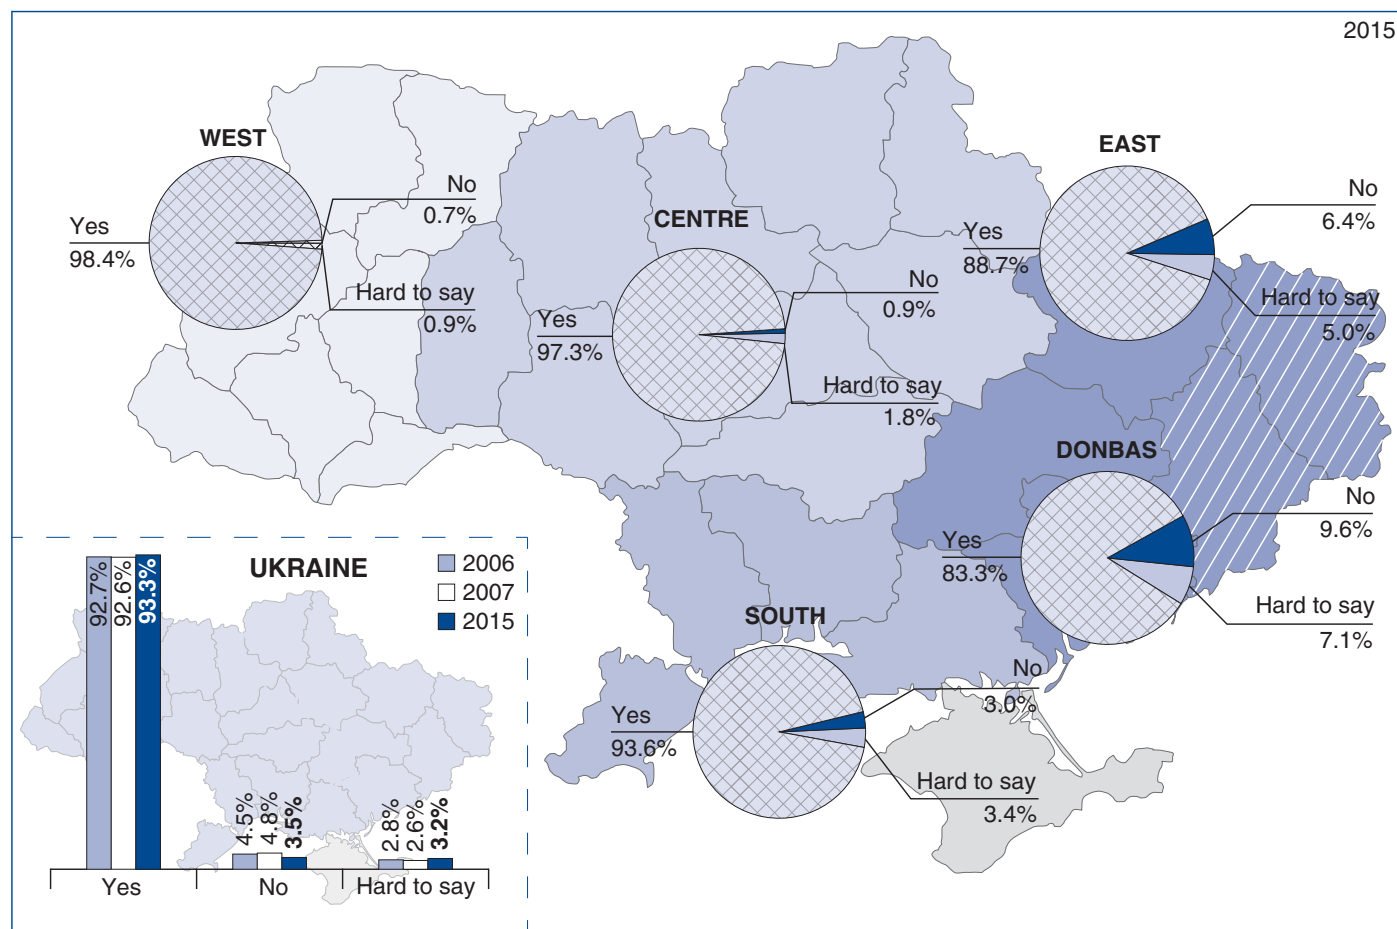 2015
WEST
Yes
98.4%
No
0.7%
Hard to say
0.9%
CENTRE
Yes
97.3%
No
0.9%
Hard to say
1.8%
EAST
Yes
88.7%
No
6.4%
Hard to say
5.0%
DONBAS
Yes
83.3%
No
9.6%
Hard to say
7.1%
SOUTH
Yes
93.6%
No
3.0%
Hard to say
3.4%
UKRAINE
2006
2007
2015
92.7%
92.6%
93.3%
4.5%
4.8%
3.5%
2.8%
2.6%
3.2%
Yes
No
Hard to say